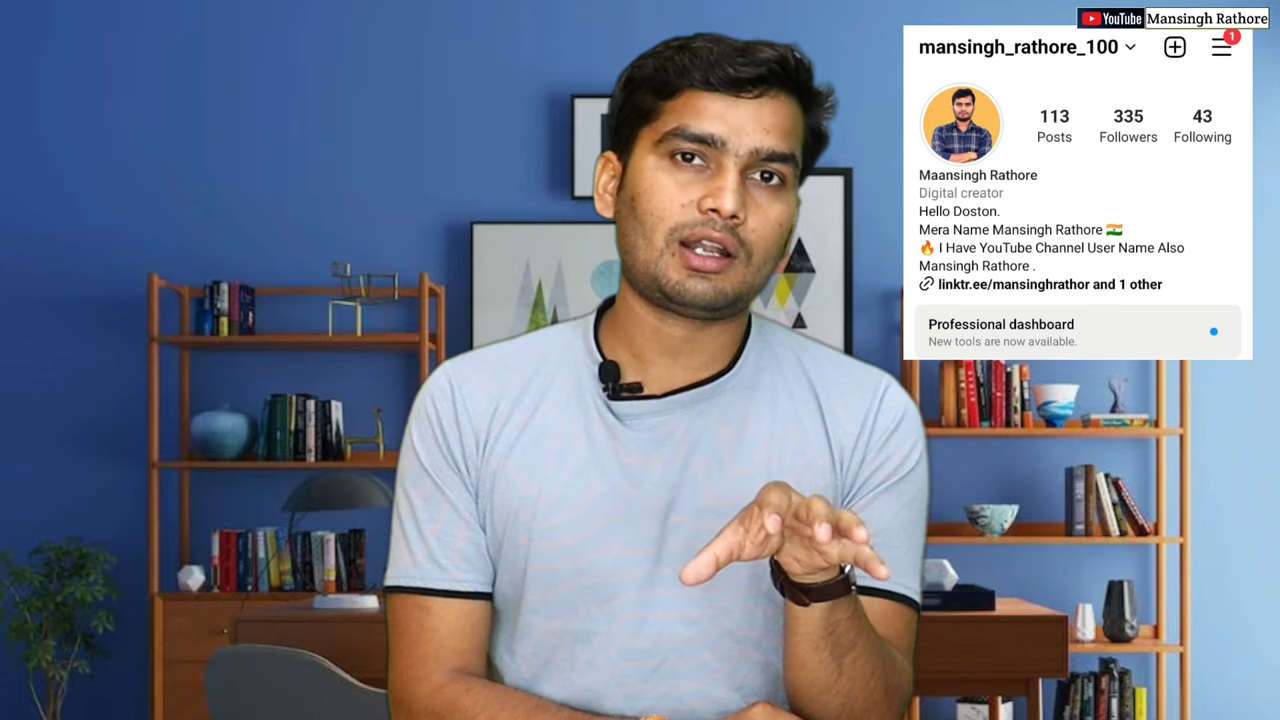 YouTube Mansingh Rathore
mansingh_rathore_100
1
113 335 43
Posts Followers Following
Maansingh Rathore
Digital creator
Hello Doston.
Mera Name Mansingh Rathore 🇮🇳
🔥 I Have YouTube Channel User Name Also
Mansingh Rathore .
linktr.ee/mansinghrathor and 1 other
Professional dashboard
New tools are now available.